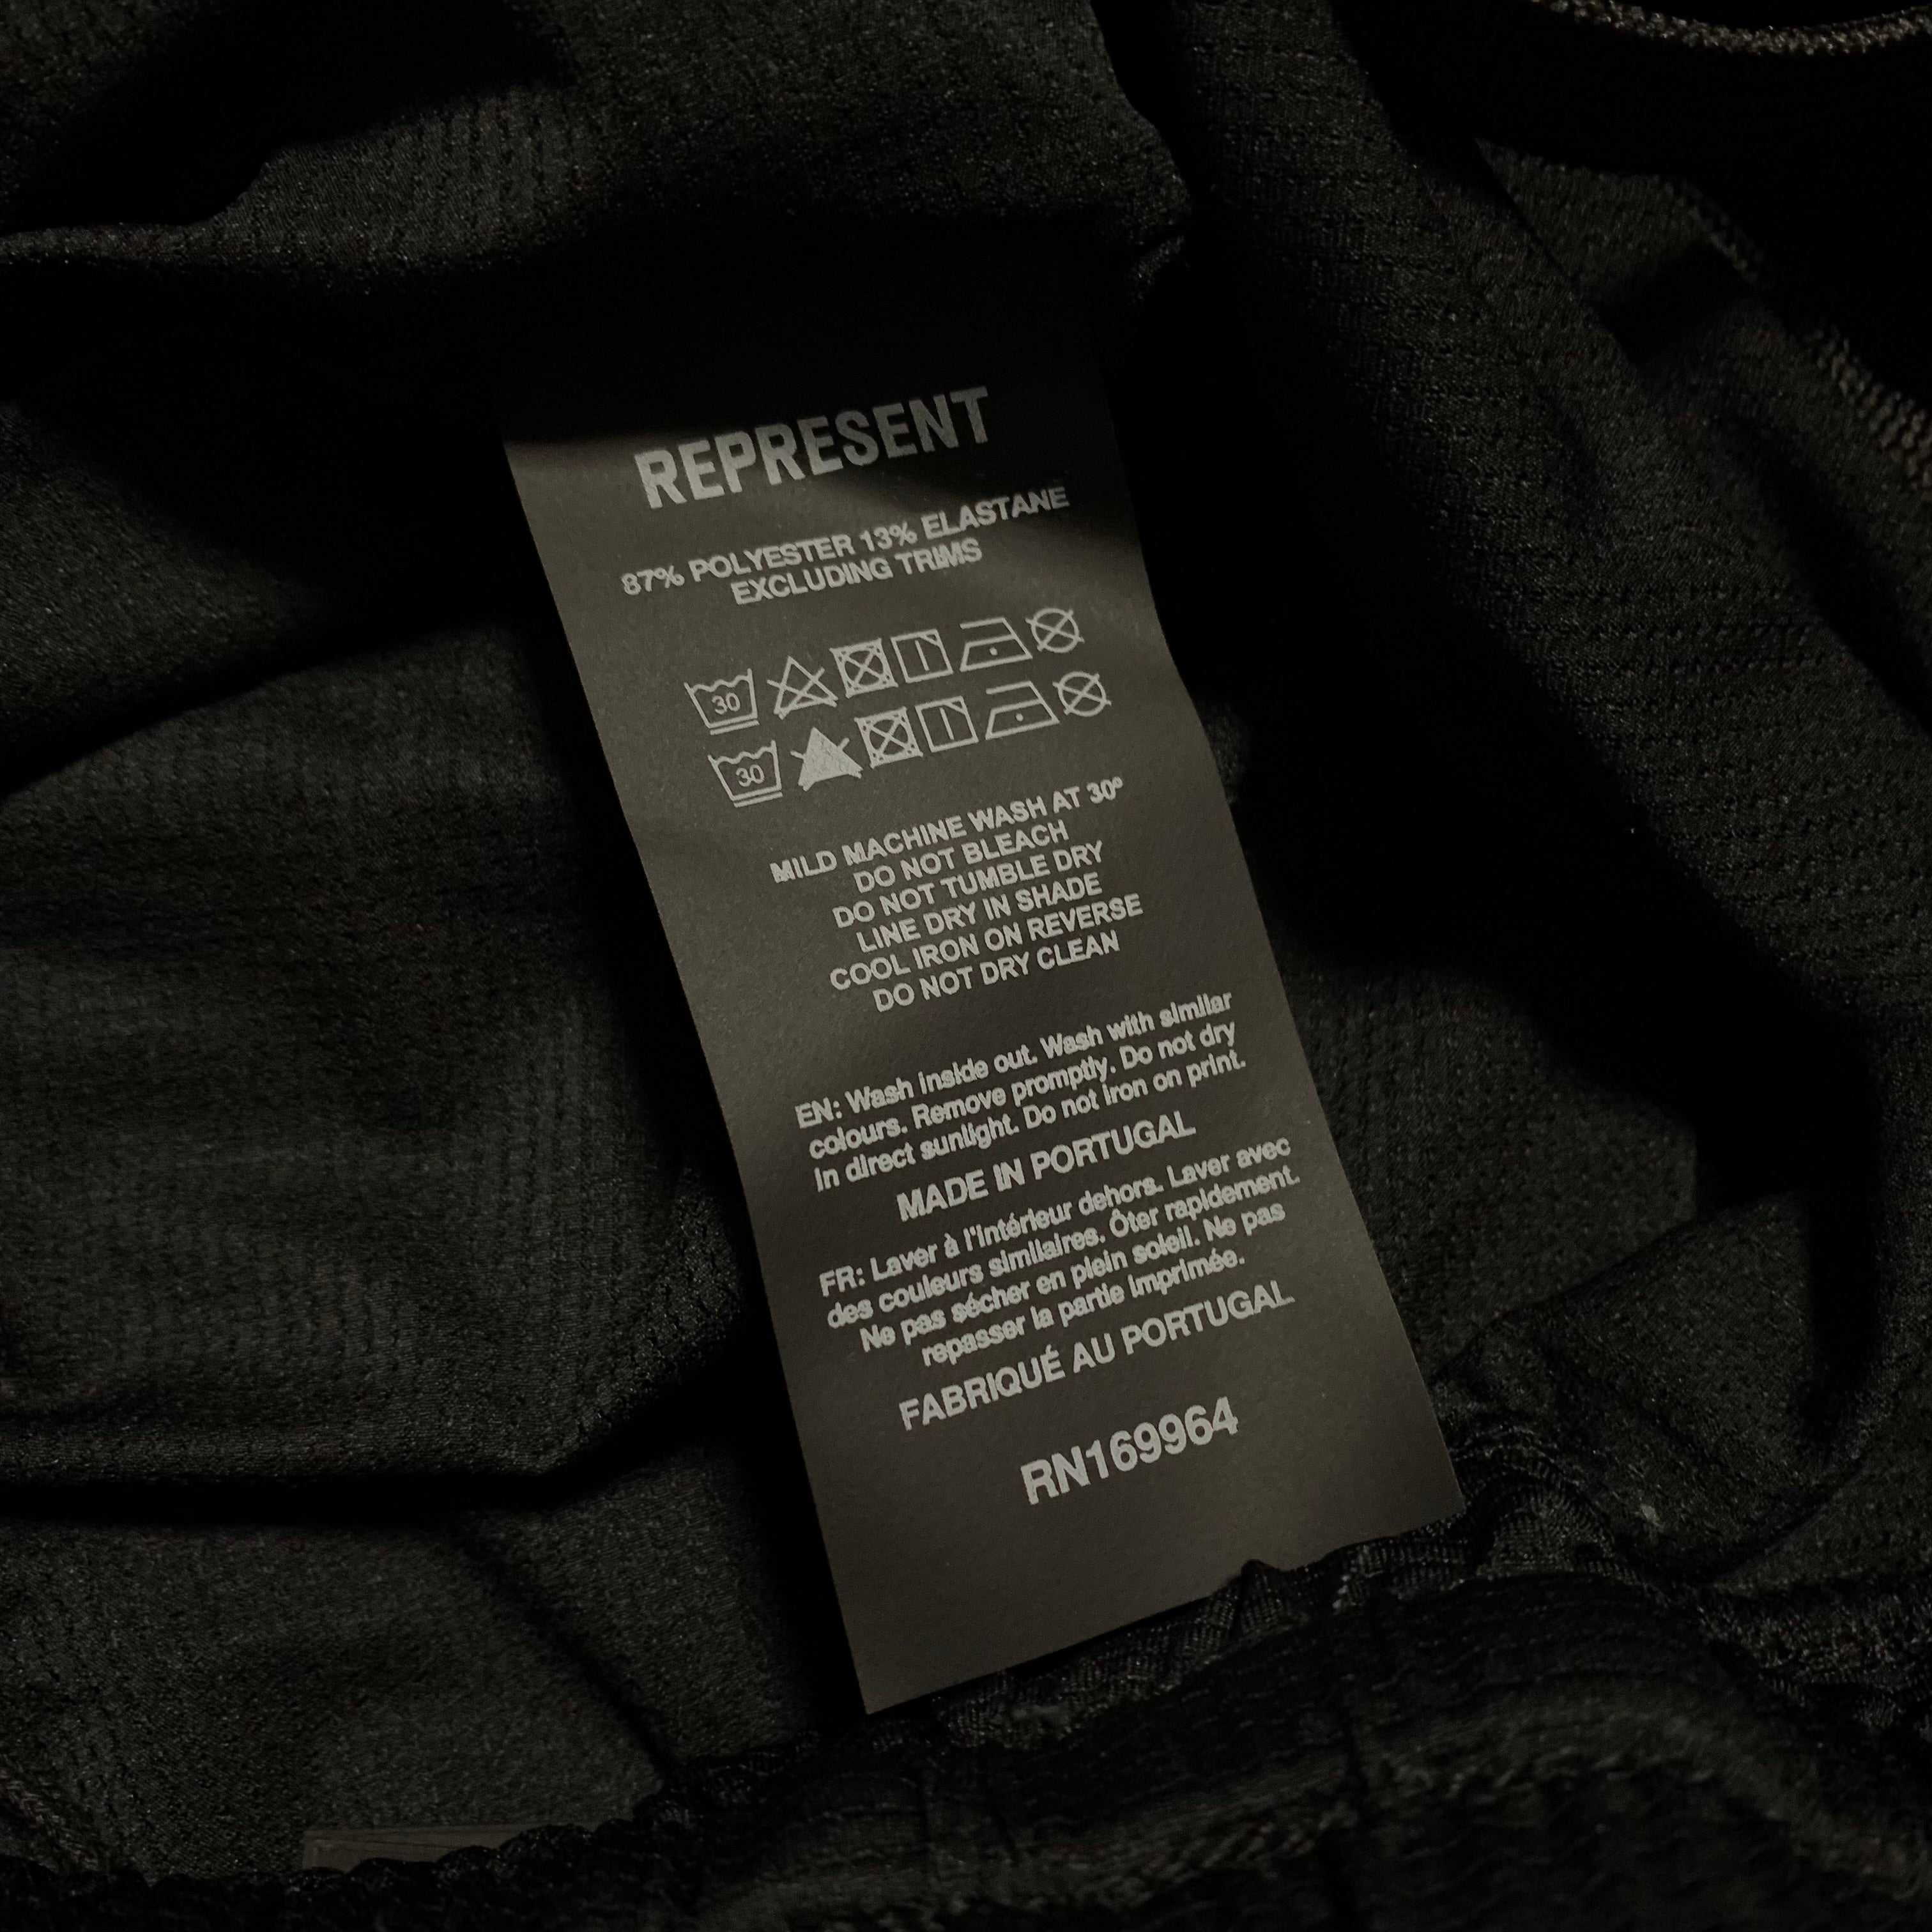 REPRESENT
87% POLYESTER 13% ELASTANE
EXCLUDING TRIMS
30
30
MILD MACHINE WASH AT 30º
DO NOT BLEACH
DO NOT TUMBLE DRY
LINE DRY IN SHADE
COOL IRON ON REVERSE
DO NOT DRY CLEAN
EN: Wash inside out. Wash with similar
colours. Remove promptly. Do not dry
in direct sunlight. Do not iron on print.
MADE IN PORTUGAL
FR: Laver à l'intérieur dehors. Laver avec
des couleurs similaires. Ôter rapidement.
Ne pas sécher en plein soleil. Ne pas
repasser la partie imprimée.
FABRIQUÉ AU PORTUGAL
RN169964